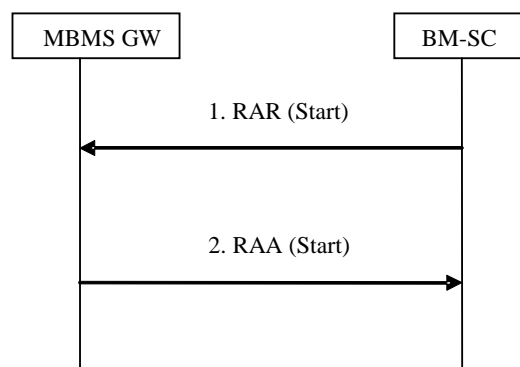 MBMS GW
BM-SC
1. RAR (Start)
2. RAA (Start)